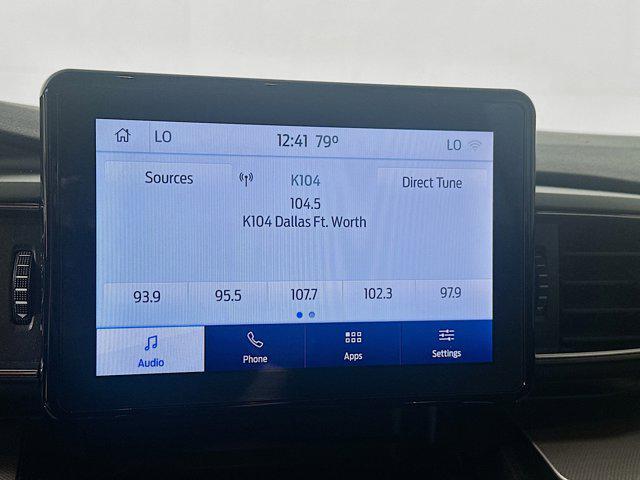 LO 12:41 79° LO
Sources K104 Direct Tune
104.5
K104 Dallas Ft. Worth
93.9 95.5 107.7 102.3 97.9
Audio Phone Apps Settings